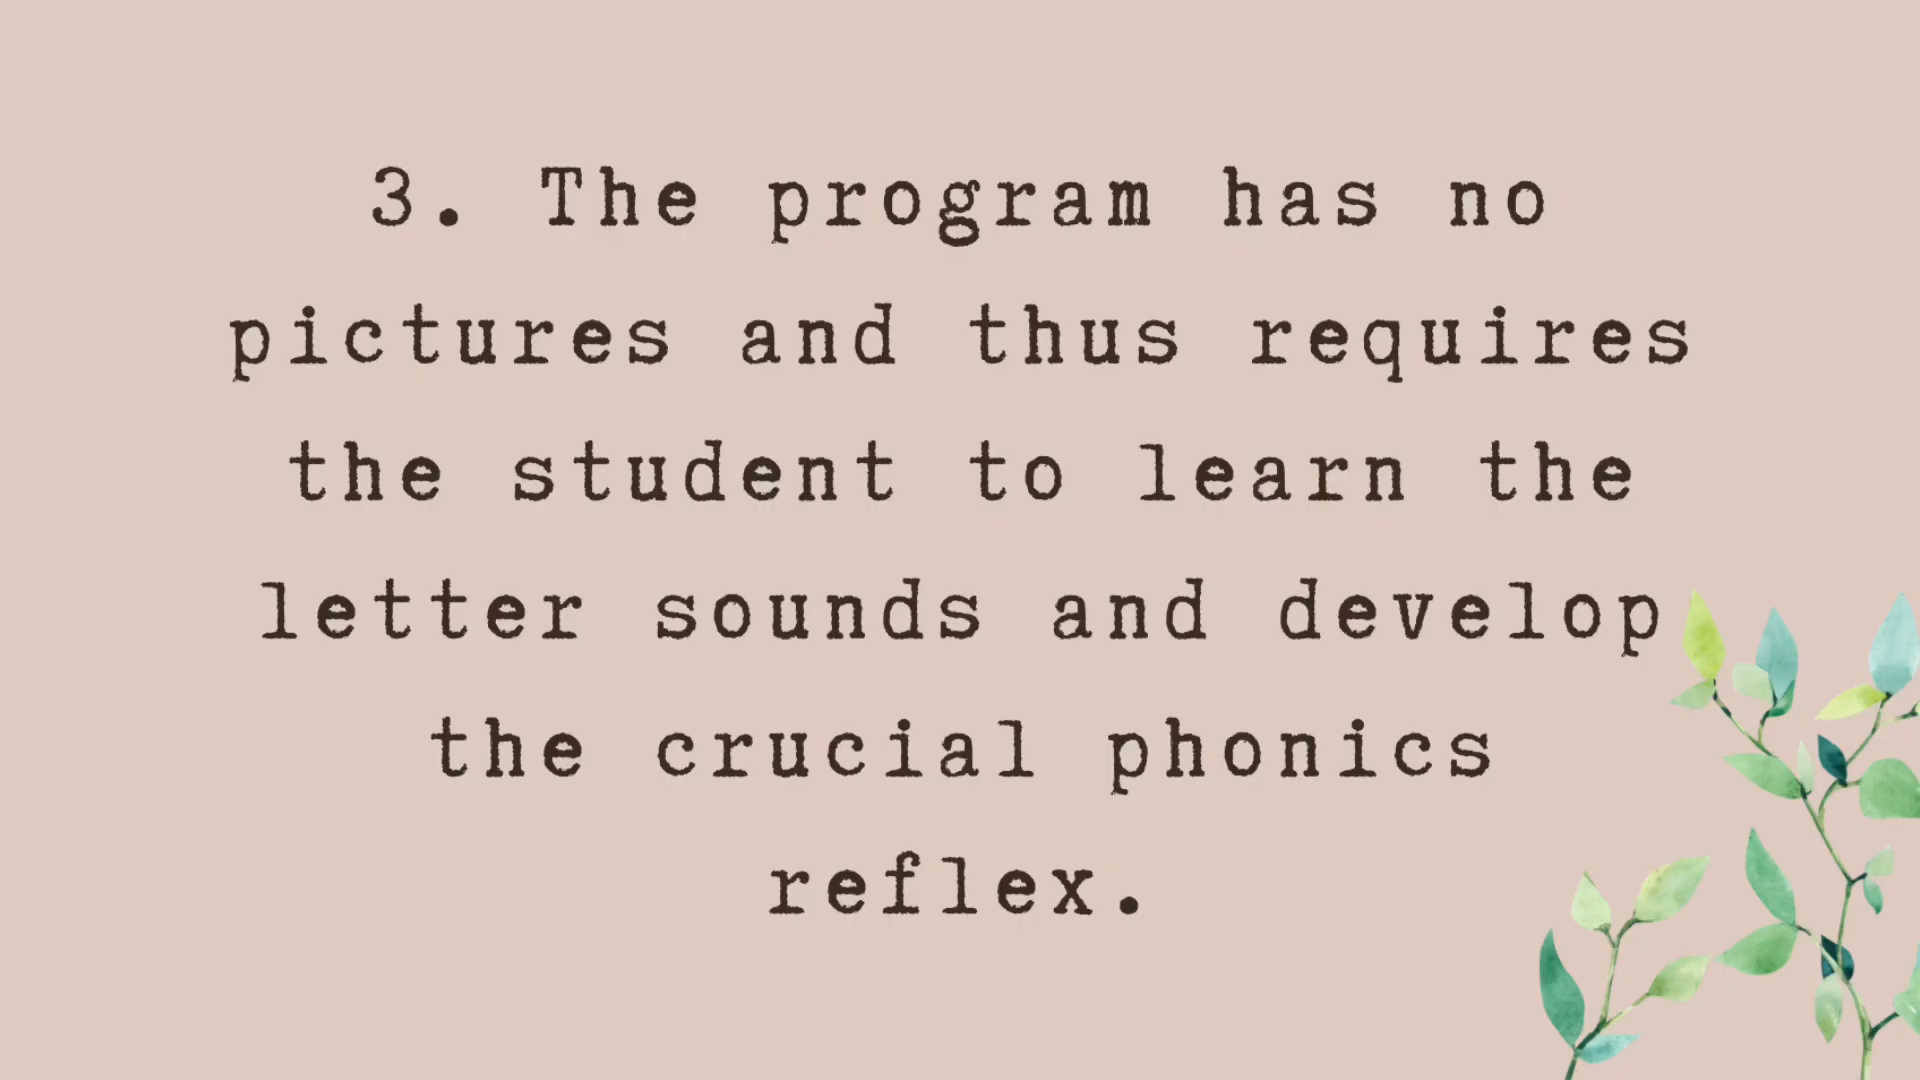 3. The program has no
pictures and thus requires
the student to learn the
letter sounds and develop
the crucial phonics
reflex.